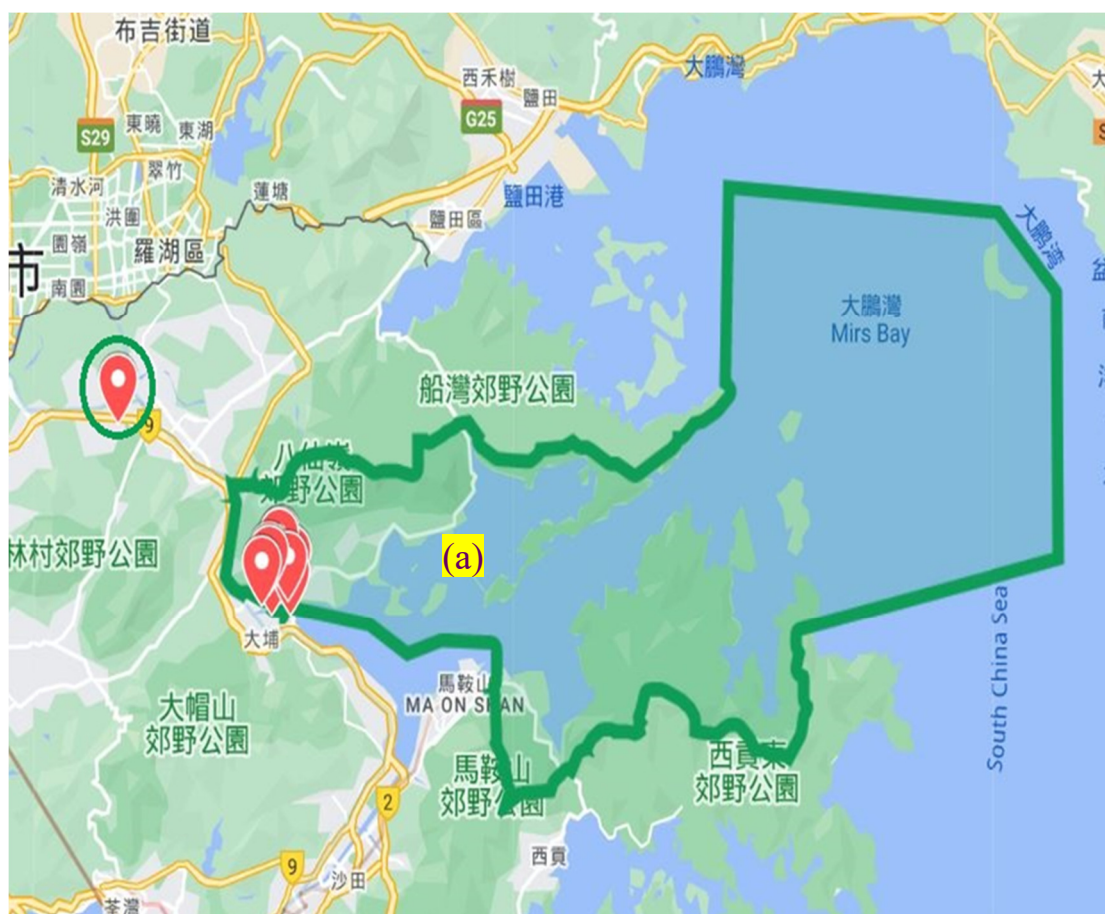 布吉街道
大鵬灣
西禾樹
鹽田
G25
S29
東曉
東湖
翠竹
清水河
洪圍
蓮塘
鹽田港
鹽田區
園嶺
羅湖區
市
南園
大鵬湾
大鵬灣
Mirs Bay
船灣郊野公園
9
八仙嶺
郊野公園
林村郊野公園
(a)
大埔
South China Sea
馬鞍山
MA ON SHAN
大帽山
郊野公園
馬鞍山
郊野公園
西貢東
郊野公園
2
西貢
9
沙田
荃灣